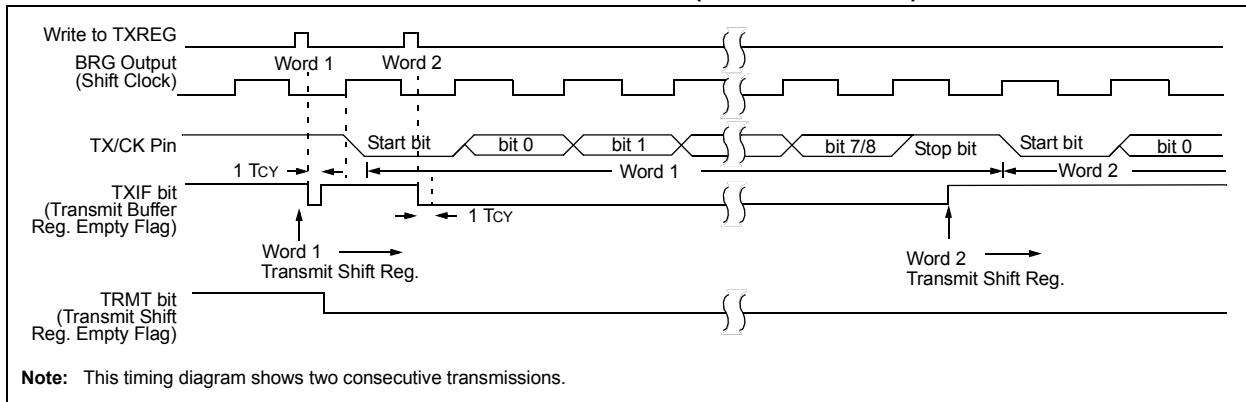 Write to TXREG
Word 1
Word 2
BRG Output
(Shift Clock)
TX/CK Pin
Start bit
bit 0
bit 1
bit 7/8
Stop bit
Start bit
bit 0
Word 1
Word 2
1 TCY
TXIF bit
(Transmit Buffer
Reg. Empty Flag)
1 TCY
Word 1
Transmit Shift Reg.
Word 2
Transmit Shift Reg.
TRMT bit
(Transmit Shift
Reg. Empty Flag)
Note: This timing diagram shows two consecutive transmissions.